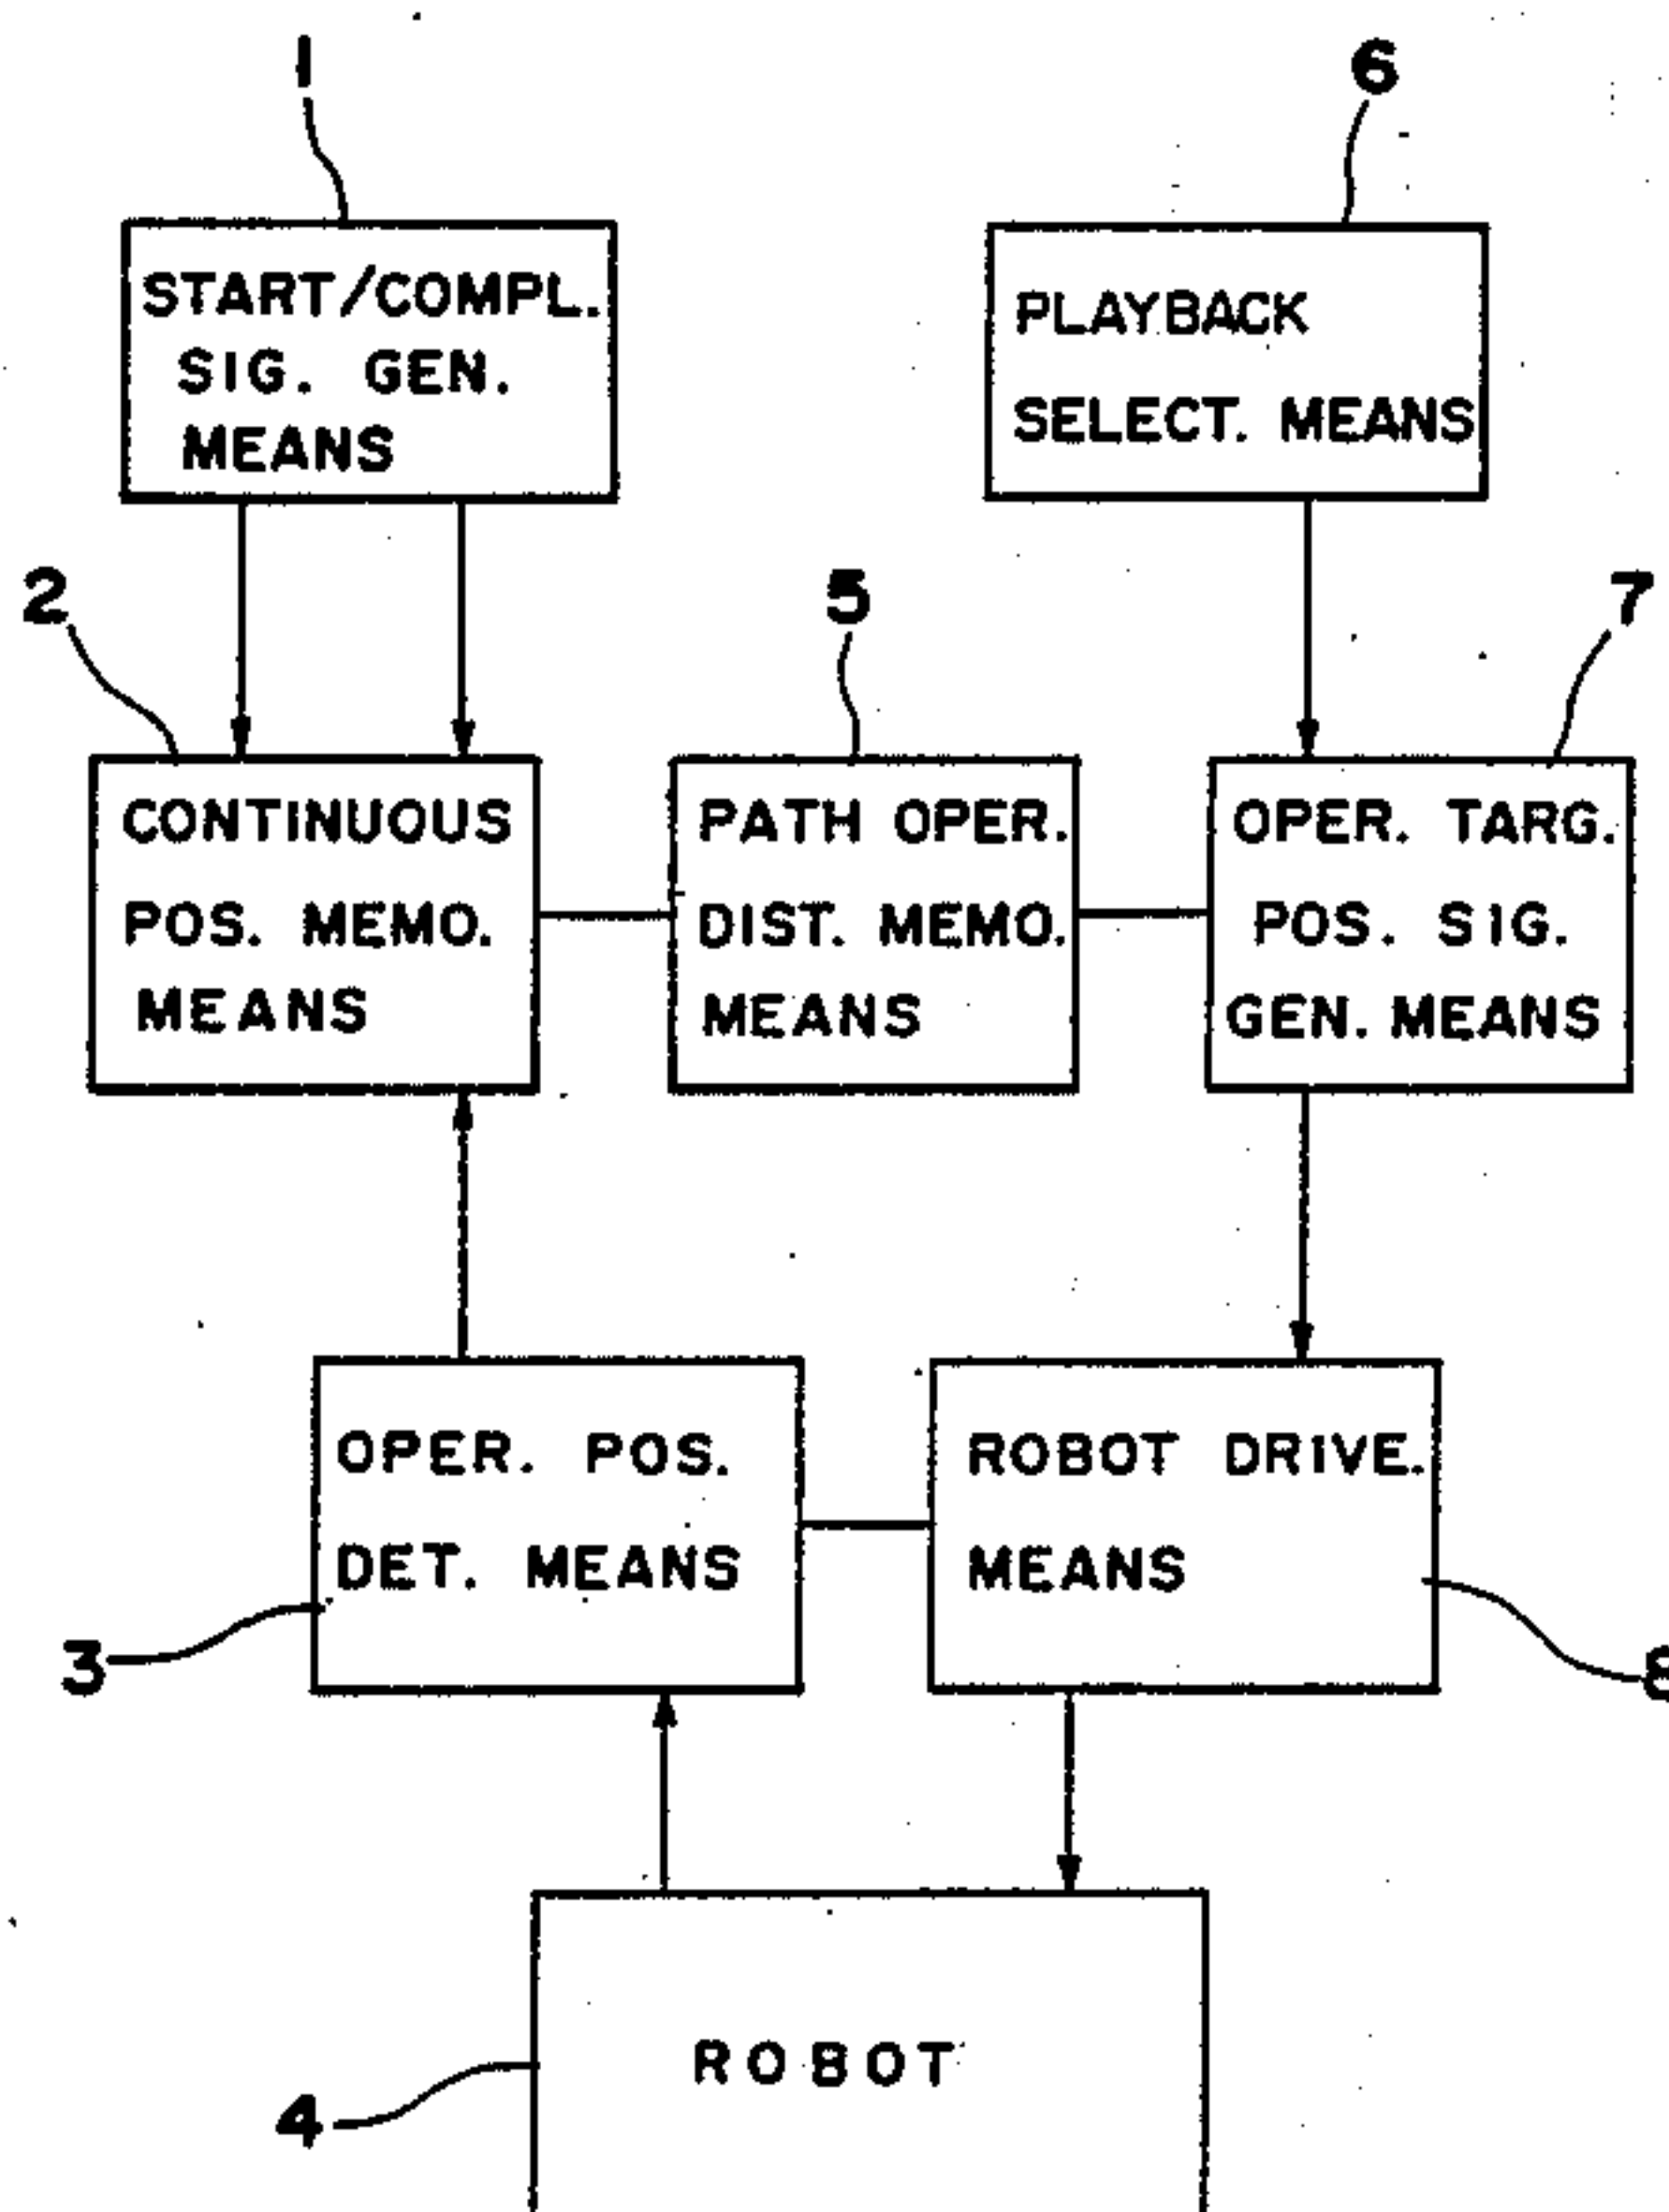 1
6
START/COMPL.
SIG. GEN.
MEANS
PLAYBACK
SELECT. MEANS
2
5
7
CONTINUOUS
POS. MEMO.
MEANS
PATH OPER.
DIST. MEMO.
MEANS
OPER. TARG.
POS. SIG.
GEN. MEANS
OPER. POS.
DET. MEANS
ROBOT DRIVE.
MEANS
3
8
ROBOT
4